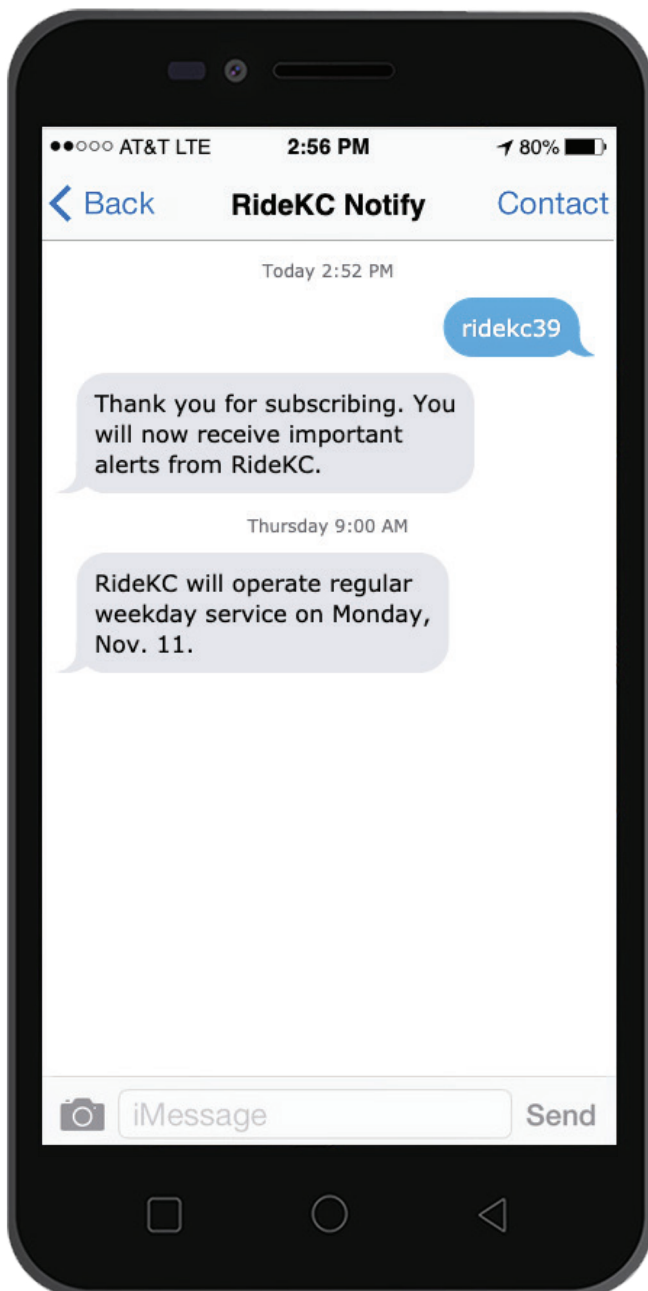 ●●○○○ AT&T LTE 2:56 PM 80%
Back RideKC Notify Contact
Today 2:52 PM
ridekc39
Thank you for subscribing. You
will now receive important
alerts from RideKC.
Thursday 9:00 AM
RideKC will operate regular
weekday service on Monday,
Nov. 11.
iMessage Send